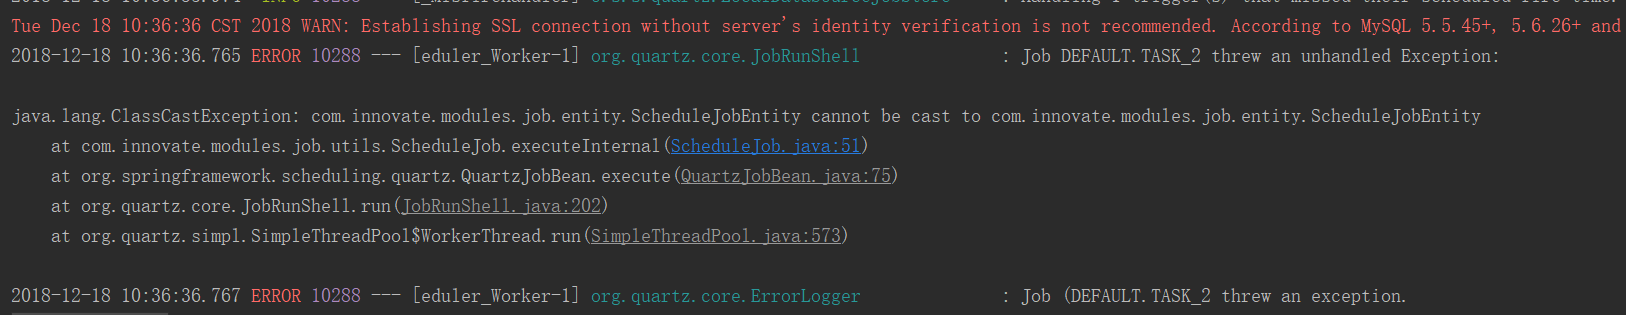 Tue Dec 18 10:36:36 CST 2018 WARN: Establishing SSL connection without server's identity verification is not recommended. According to MySQL 5.5.45+, 5.6.26+ and
2018-12-18 10:36:36.765 ERROR 10288 --- [eduler_Worker-1] org.quartz.core.JobRunShell : Job DEFAULT.TASK_2 threw an unhandled Exception:
java.lang.ClassCastException: com.innovate.modules.job.entity.ScheduleJobEntity cannot be cast to com.innovate.modules.job.entity.ScheduleJobEntity
at com.innovate.modules.job.utils.ScheduleJob.executeInternal(ScheduleJob.java:51)
at org.springframework.scheduling.quartz.QuartzJobBean.execute(QuartzJobBean.java:75)
at org.quartz.core.JobRunShell.run(JobRunShell.java:202)
at org.quartz.simpl.SimpleThreadPool$WorkerThread.run(SimpleThreadPool.java:573)
2018-12-18 10:36:36.767 ERROR 10288 --- [eduler_Worker-1] org.quartz.core.ErrorLogger : Job (DEFAULT.TASK_2 threw an exception.